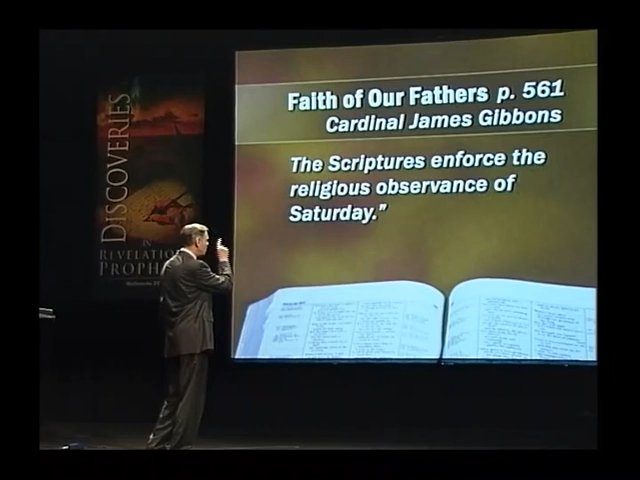 Faith of Our Fathers p. 561
Cardinal James Gibbons
The Scriptures enforce the
religious observance of
Saturday.”
DISCOVERIES
IN
REVELATION
PROPHE